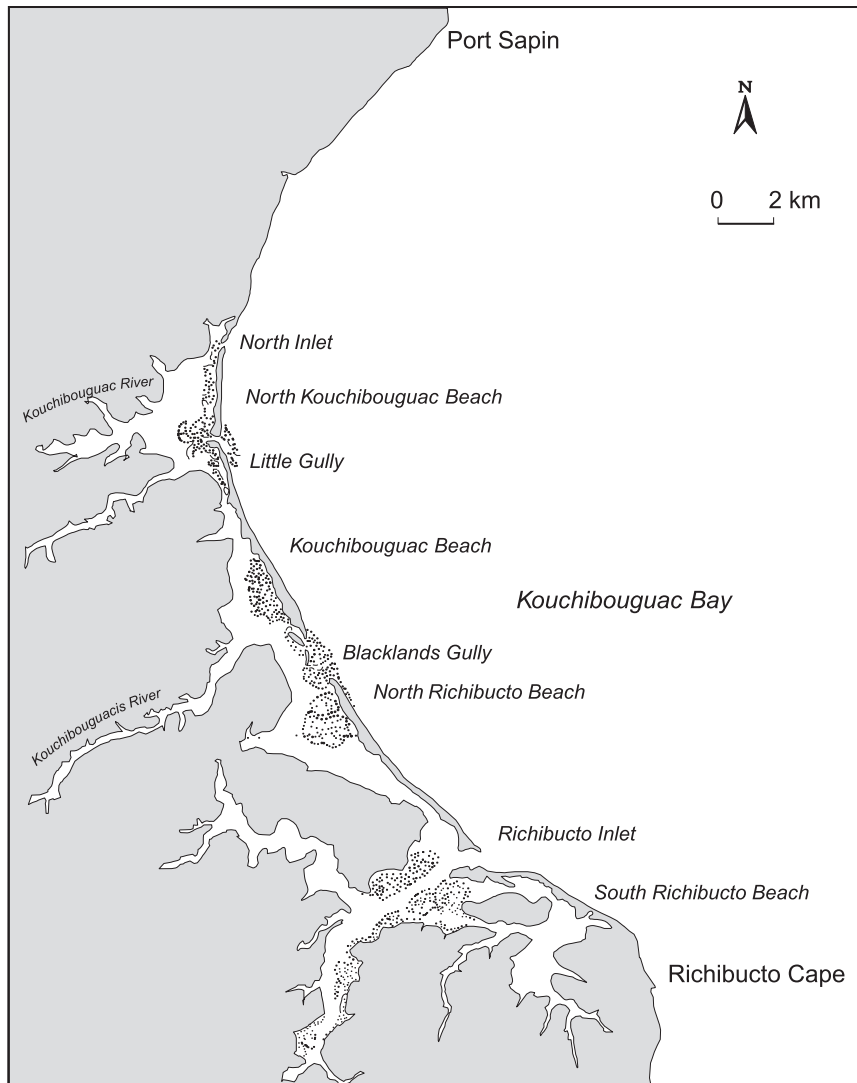 Port Sapin
N
0 2 km
North Inlet
Kouchibouguac River
North Kouchibouguac Beach
Little Gully
Kouchibouguac Beach
Kouchibouguac Bay
Blacklands Gully
North Richibucto Beach
Kouchibouguacis River
Richibucto Inlet
South Richibucto Beach
Richibucto Cape